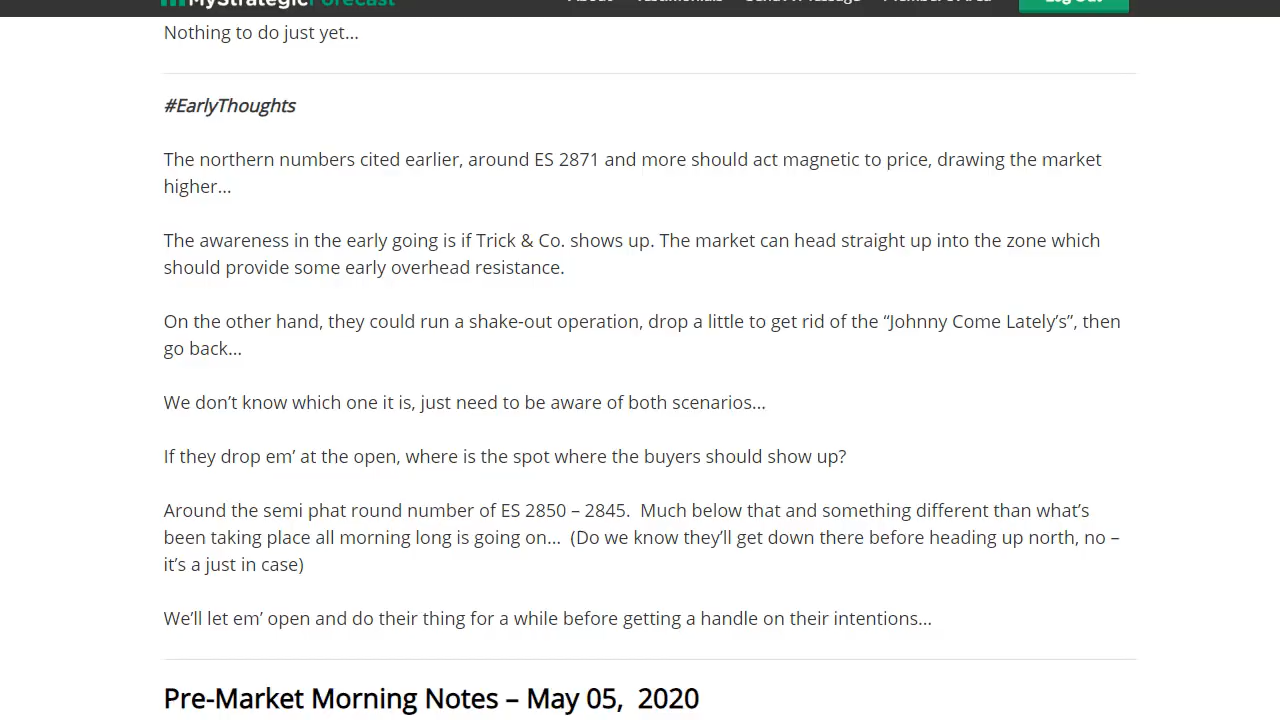 MyStrategicForecast About Testimonials Send A Message Member's Area Log Out
Nothing to do just yet…
#EarlyThoughts
The northern numbers cited earlier, around ES 2871 and more should act magnetic to price, drawing the market
higher…
The awareness in the early going is if Trick & Co. shows up. The market can head straight up into the zone which
should provide some early overhead resistance.
On the other hand, they could run a shake-out operation, drop a little to get rid of the “Johnny Come Lately’s”, then
go back…
We don’t know which one it is, just need to be aware of both scenarios…
If they drop em’ at the open, where is the spot where the buyers should show up?
Around the semi phat round number of ES 2850 – 2845.  Much below that and something different than what’s
been taking place all morning long is going on…  (Do we know they’ll get down there before heading up north, no –
it’s a just in case)
We’ll let em’ open and do their thing for a while before getting a handle on their intentions…
Pre-Market Morning Notes – May 05,  2020